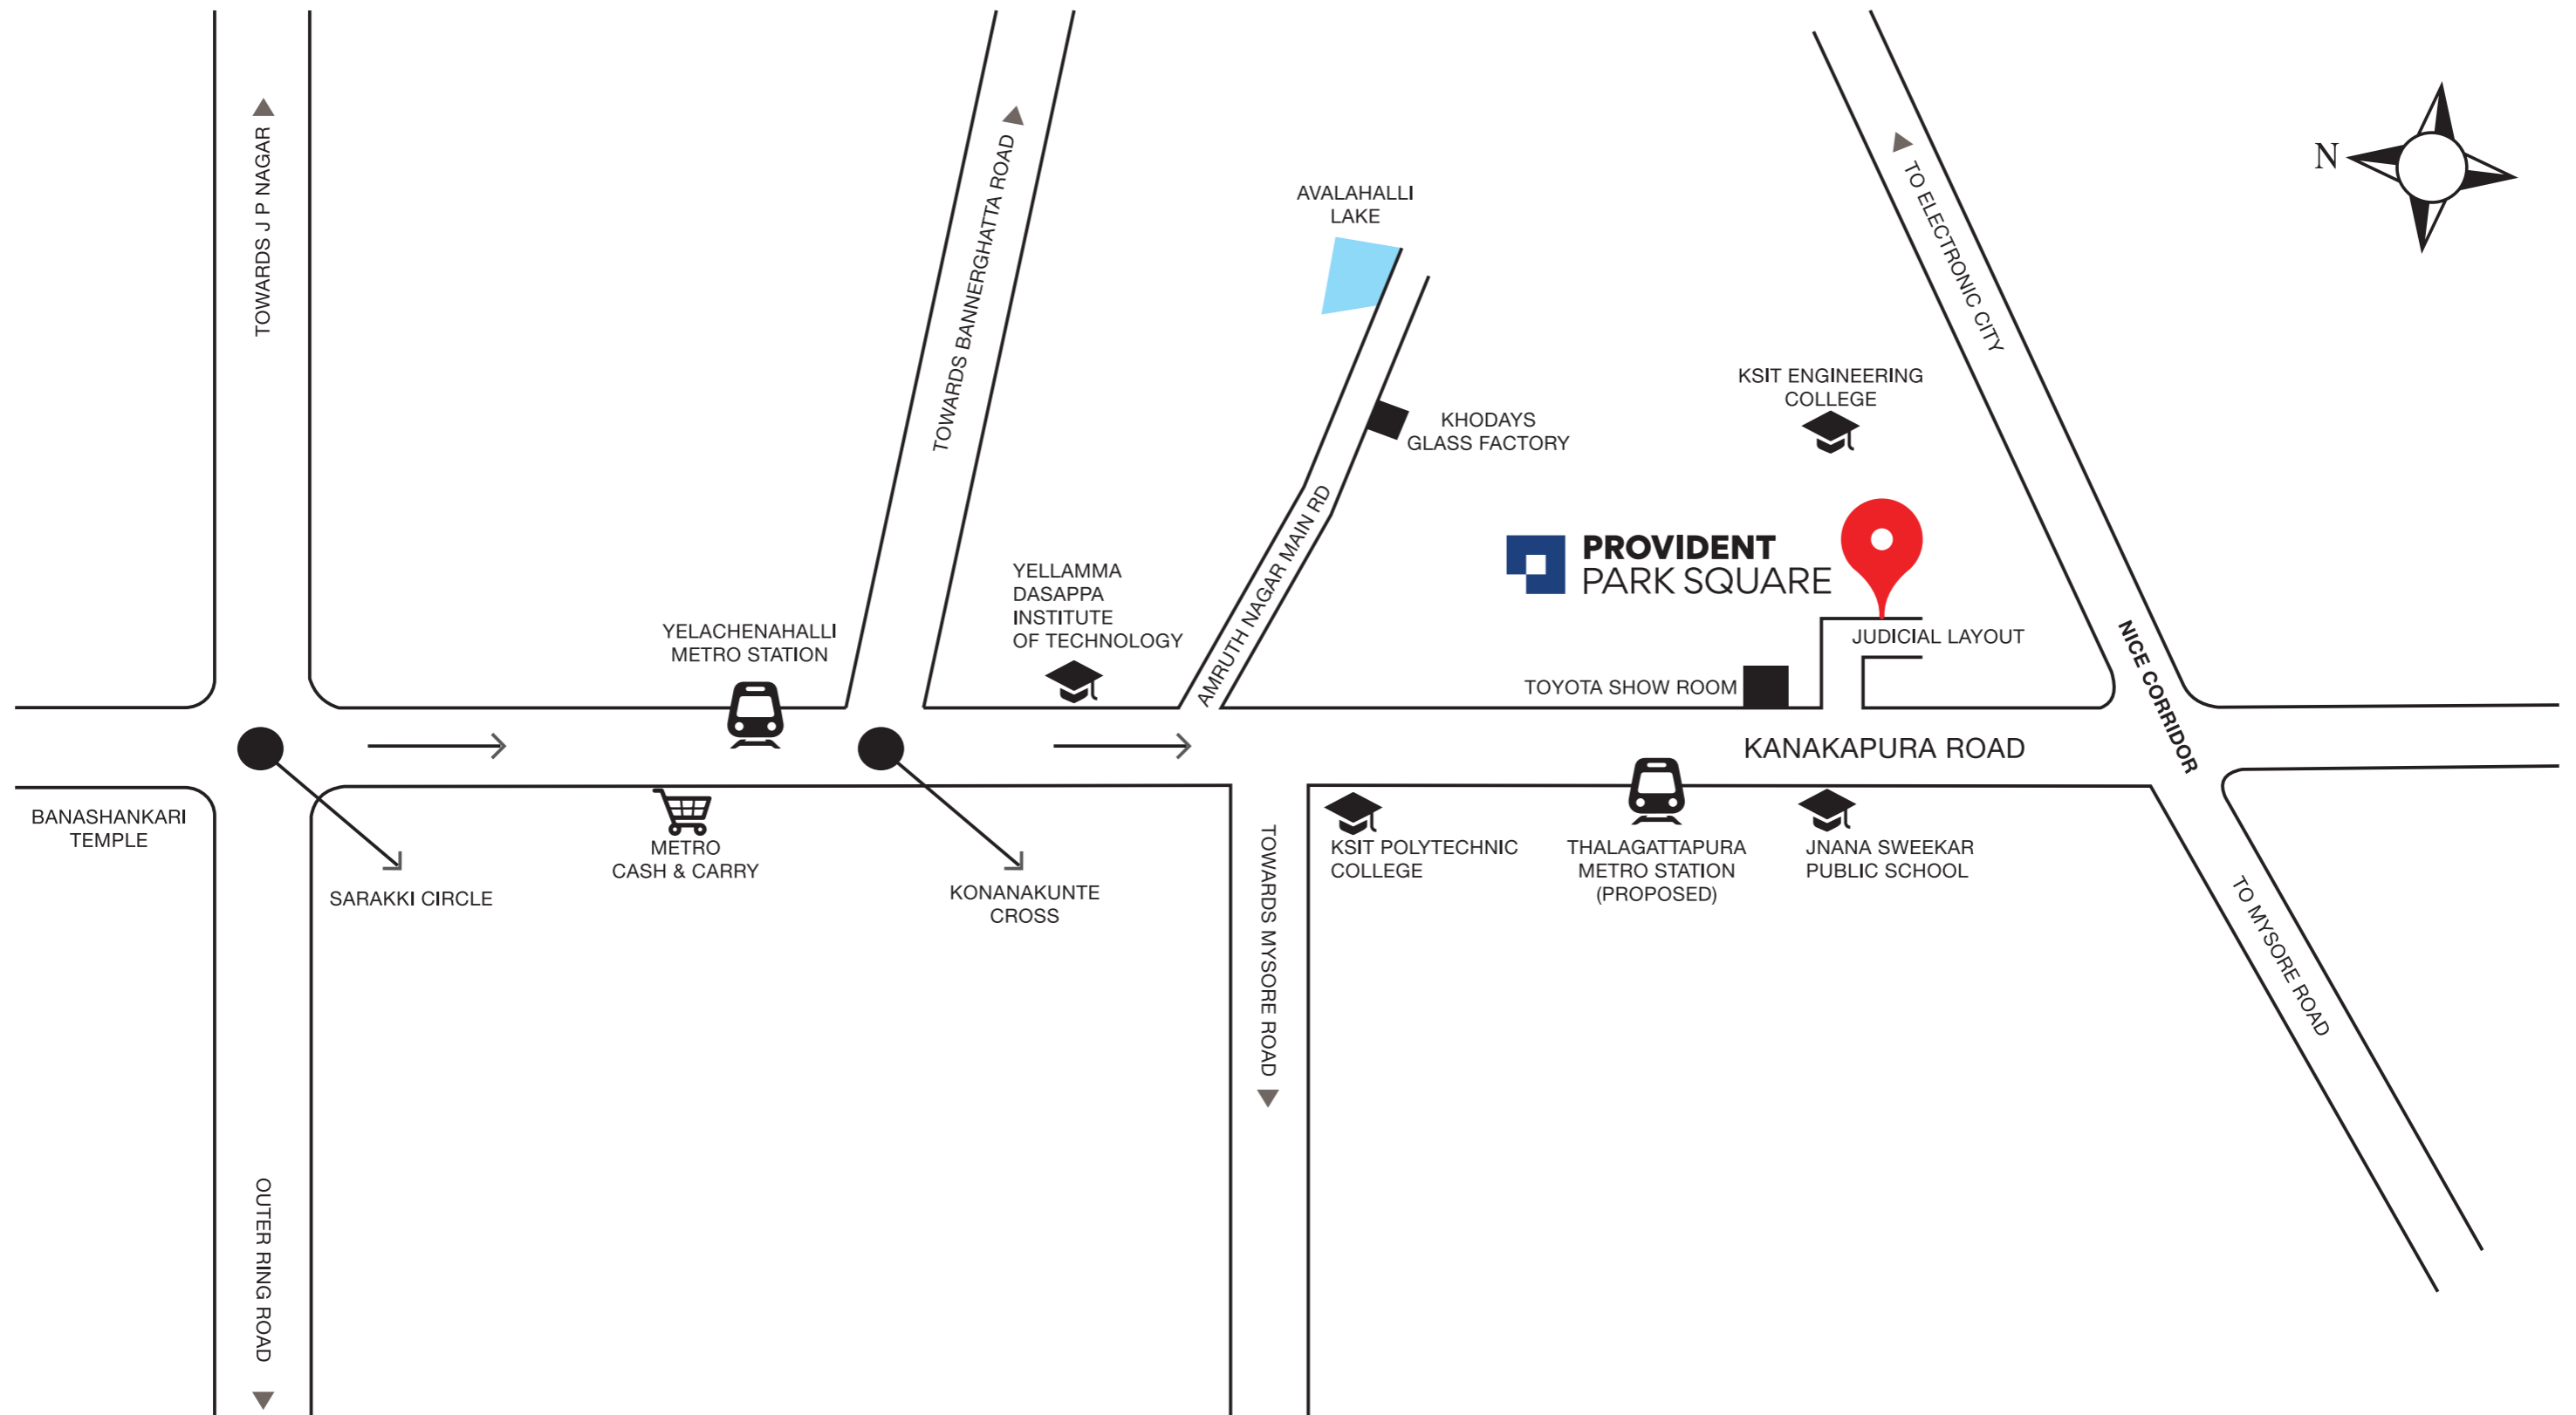 TOWARDS J P NAGAR
TOWARDS BANNERGHATTA ROAD
AVALAHALLI
LAKE
TO ELECTRONIC CITY
N
KHODAYS
GLASS FACTORY
KSIT ENGINEERING
COLLEGE
AMRUTH NAGAR MAIN RD
PROVIDENT
PARK SQUARE
YELLAMMA
DASAPPA
INSTITUTE
OF TECHNOLOGY
YELACHENAHALLI
METRO STATION
JUDICIAL LAYOUT
TOYOTA SHOW ROOM
NICE CORRIDOR
KANAKAPURA ROAD
BANASHANKARI
TEMPLE
SARAKKI CIRCLE
METRO
CASH & CARRY
KONANAKUNTE
CROSS
TOWARDS MYSORE ROAD
KSIT POLYTECHNIC
COLLEGE
THALAGATTAPURA
METRO STATION
(PROPOSED)
JNANA SWEEKAR
PUBLIC SCHOOL
TO MYSORE ROAD
OUTER RING ROAD